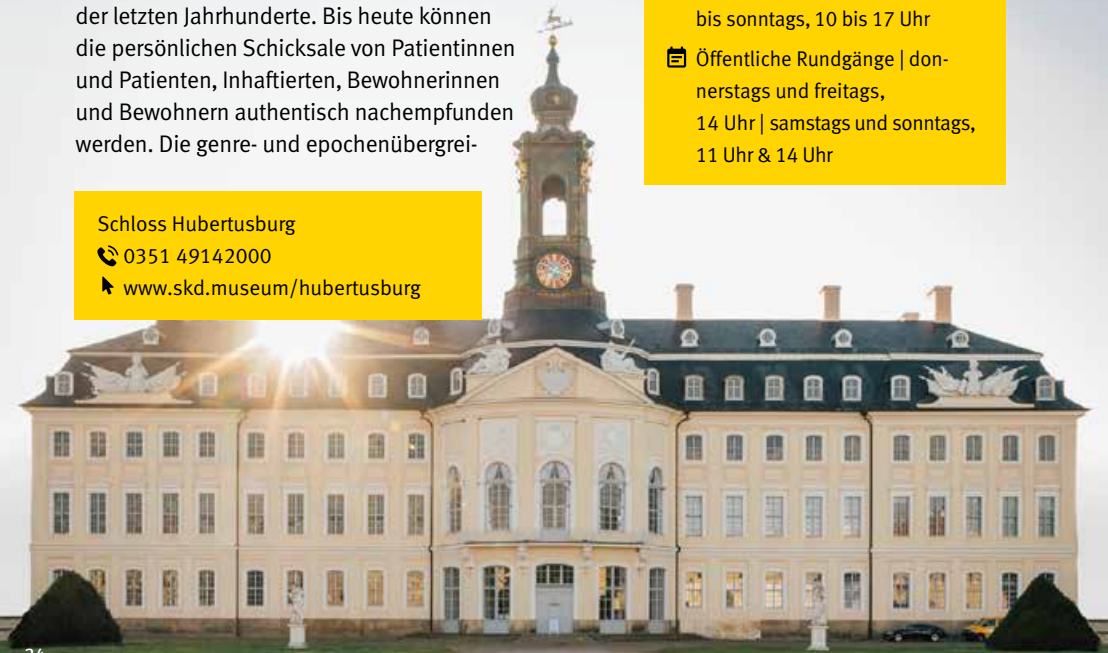 der letzten Jahrhunderte. Bis heute können
die persönlichen Schicksale von Patientinnen
und Patienten, Inhaftierten, Bewohnerinnen
und Bewohnern authentisch nachempfunden
werden. Die genre- und epochenübergrei-
bis sonntags, 10 bis 17 Uhr
Öffentliche Rundgänge | don-
nerstags und freitags,
14 Uhr | samstags und sonntags,
11 Uhr & 14 Uhr
Schloss Hubertusburg
0351 49142000
www.skd.museum/hubertusburg